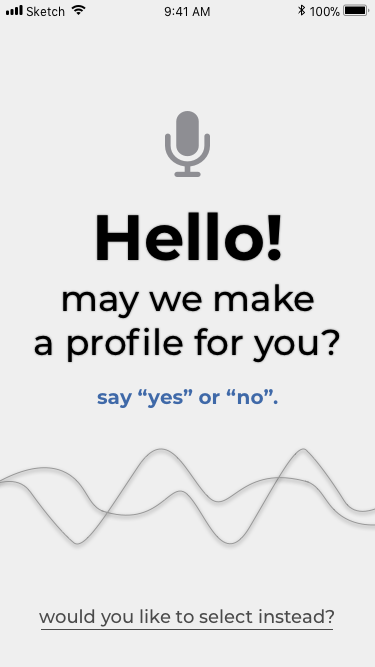 Sketch 9:41 AM 100%
Hello!
may we make
a profile for you?
say “yes” or “no”.
would you like to select instead?